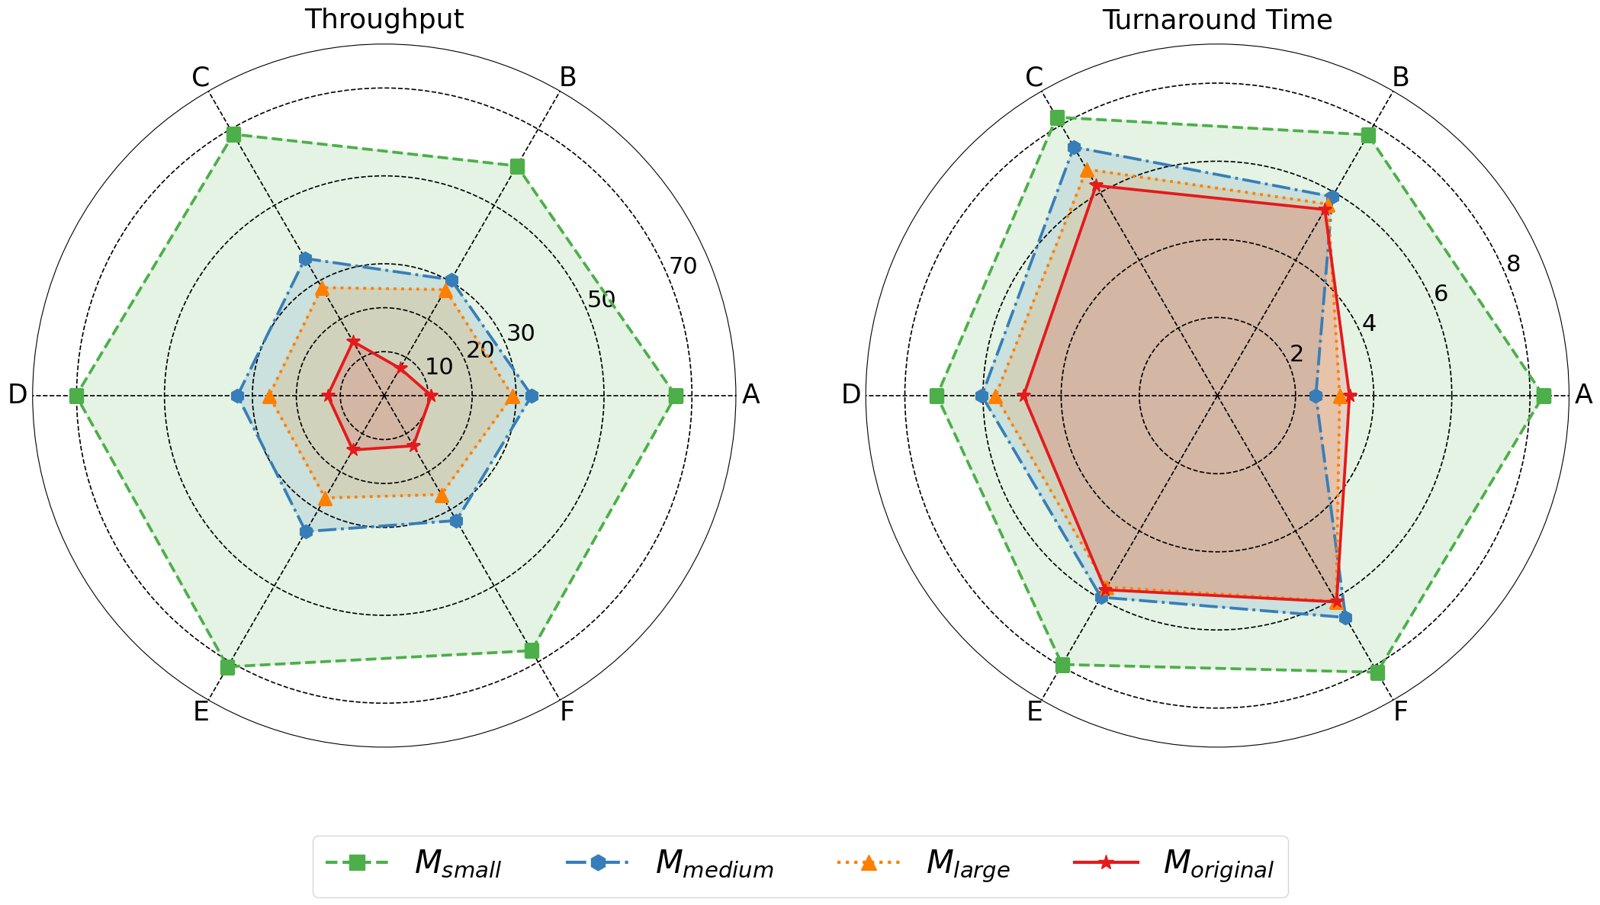 Throughput
C
B
70
50
30
20
10
D
A
E
F
Turnaround Time
C
B
8
6
4
2
D
A
E
F
M_small M_medium M_large M_original